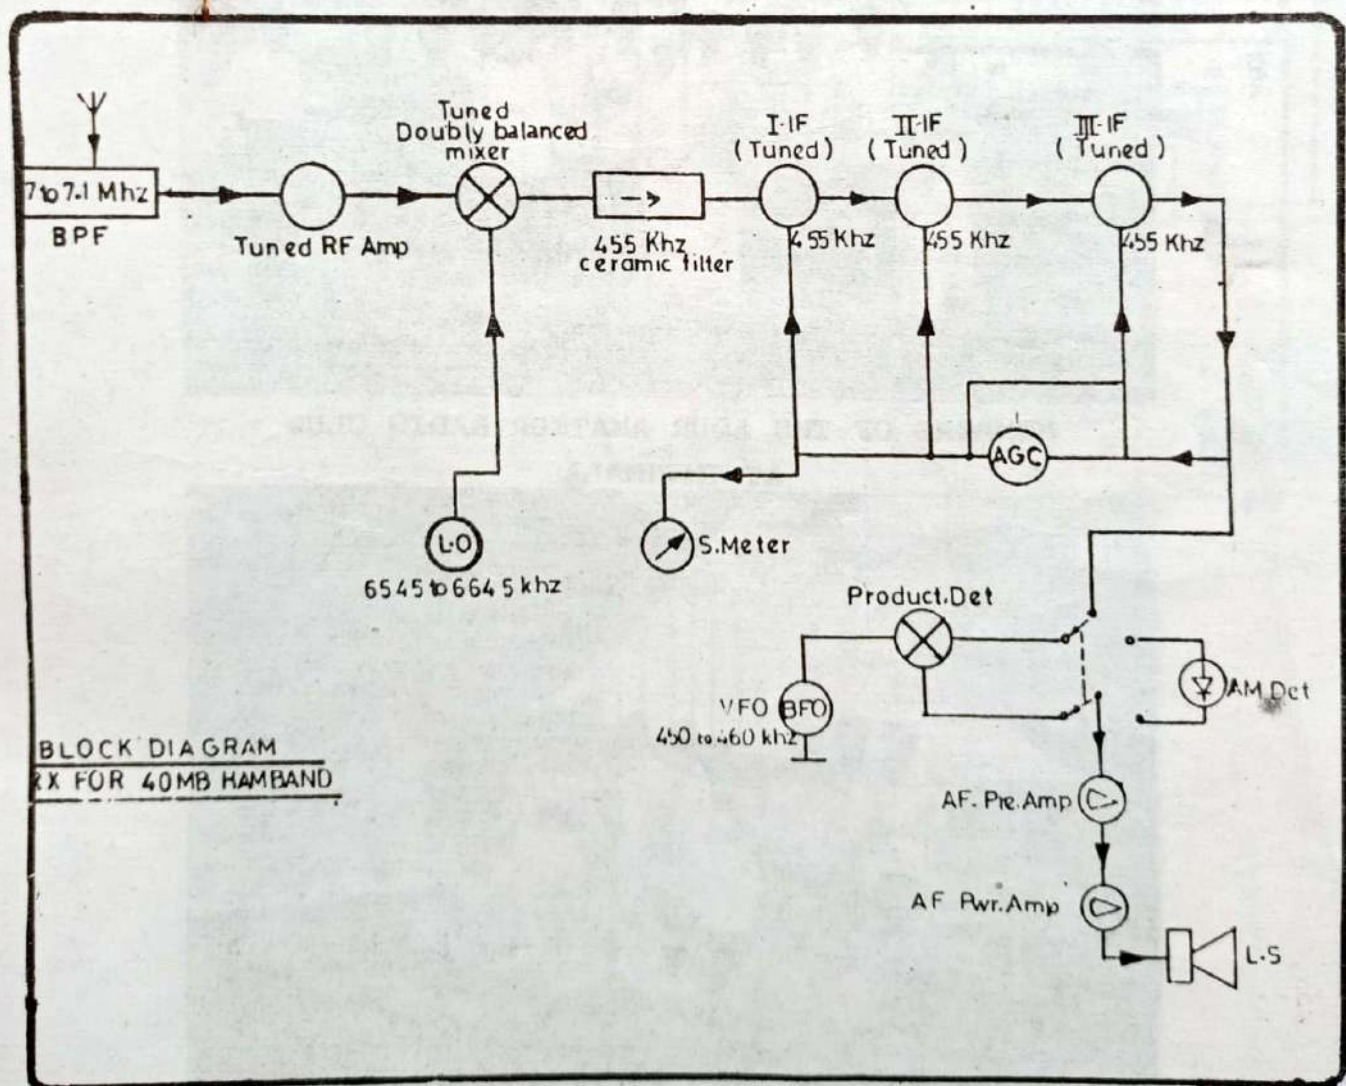 Tuned
Doubly balanced
mixer
I-IF
(Tuned)
II-IF
(Tuned)
III-IF
(Tuned)
7 to 7.1 Mhz
BPF
Tuned RF Amp
455 Khz
ceramic filter
455 Khz
455 Khz
455 Khz
AGC
L.O
6545 to 6645 khz
S.Meter
Product.Det
VFO BFO
450 to 460 khz
AM Det
BLOCK DIAGRAM
RX FOR 40MB HAMBAND
AF. Pre.Amp
AF Pwr.Amp
L.S